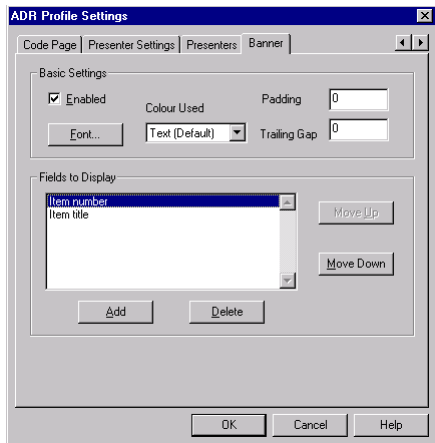 ADR Profile Settings
Code Page Presenter Settings Presenters Banner
Basic Settings
Enabled
Colour Used
Padding 0
Font...
Text (Default)
Trailing Gap 0
Fields to Display
Item number
Item title
Move Up
Move Down
Add Delete
OK Cancel Help